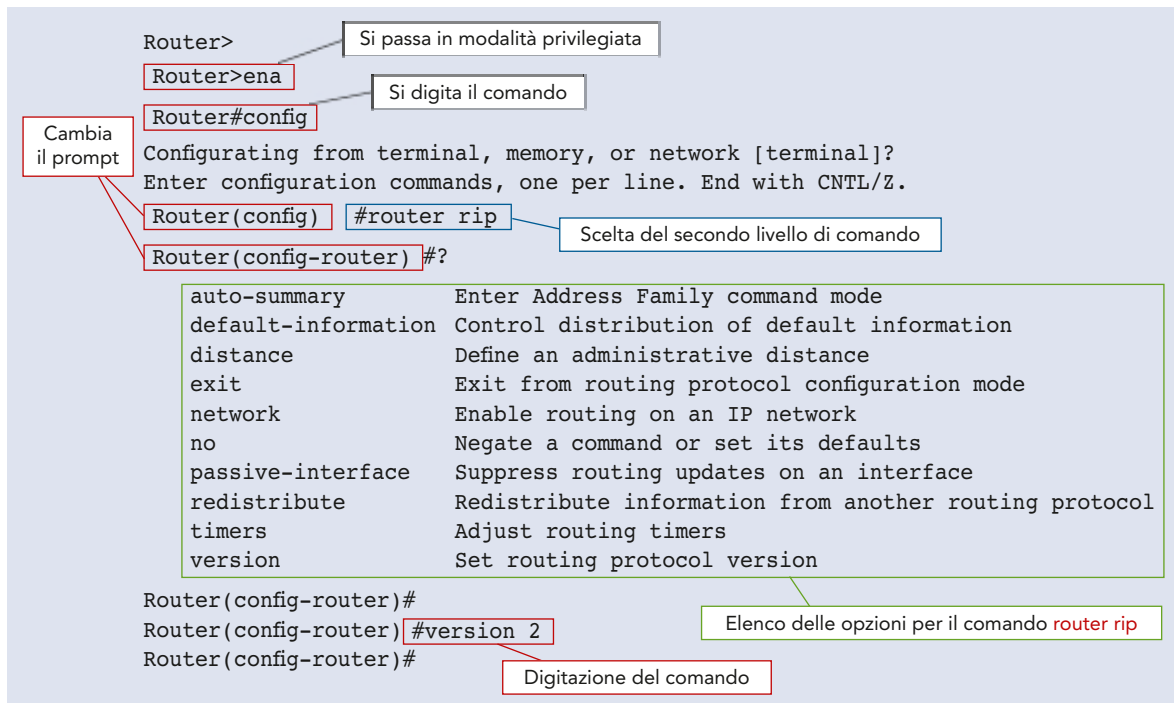 Router>
Si passa in modalità privilegiata
Router>ena
Si digita il comando
Router#config
Cambia
il prompt
Configurating from terminal, memory, or network [terminal]?
Enter configuration commands, one per line. End with CNTL/Z.
Router(config) #router rip
Scelta del secondo livello di comando
Router(config-router) #?
auto-summary Enter Address Family command mode
default-information Control distribution of default information
distance Define an administrative distance
exit Exit from routing protocol configuration mode
network Enable routing on an IP network
no Negate a command or set its defaults
passive-interface Suppress routing updates on an interface
redistribute Redistribute information from another routing protocol
timers Adjust routing timers
version Set routing protocol version
Router(config-router)#
Elenco delle opzioni per il comando router rip
Router(config-router) #version 2
Router(config-router)#
Digitazione del comando